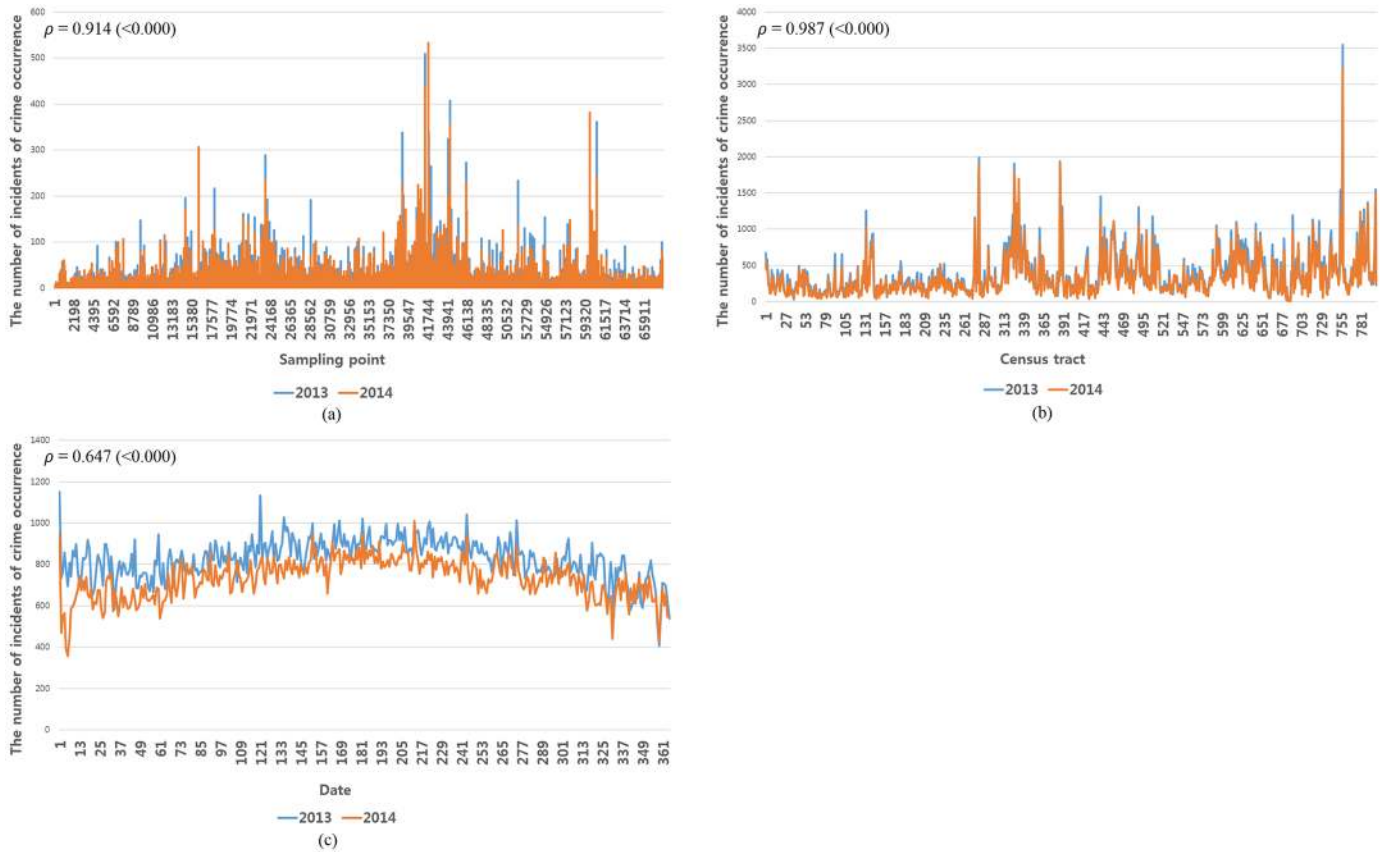 ρ = 0.914 (<0.000)
The number of incidents of crime occurrence
700
600
500
400
300
200
100
0
1 2198 4395 6592 8789 10986 13183 15380 17577 19774 21971 24168 26365 28562 30759 32956 35153 37350 39547 41744 43941 46138 48335 50532 52729 54926 57123 59320 61517 63714 65911
Sampling point
2013 2014
(a)
ρ = 0.987 (<0.000)
The number of incidents of crime occurrence
4000
3500
3000
2500
2000
1500
1000
500
0
1 27 53 79 105 131 157 183 209 235 261 287 313 339 365 391 417 443 469 495 521 547 573 599 625 651 677 703 729 755 781
Census tract
2013 2014
(b)
ρ = 0.647 (<0.000)
The number of incidents of crime occurrence
1400
1200
1000
800
600
400
200
0
1 13 25 37 49 61 73 85 97 109 121 133 145 157 169 181 193 205 217 229 241 253 265 277 289 301 313 325 337 349 361
Date
2013 2014
(c)